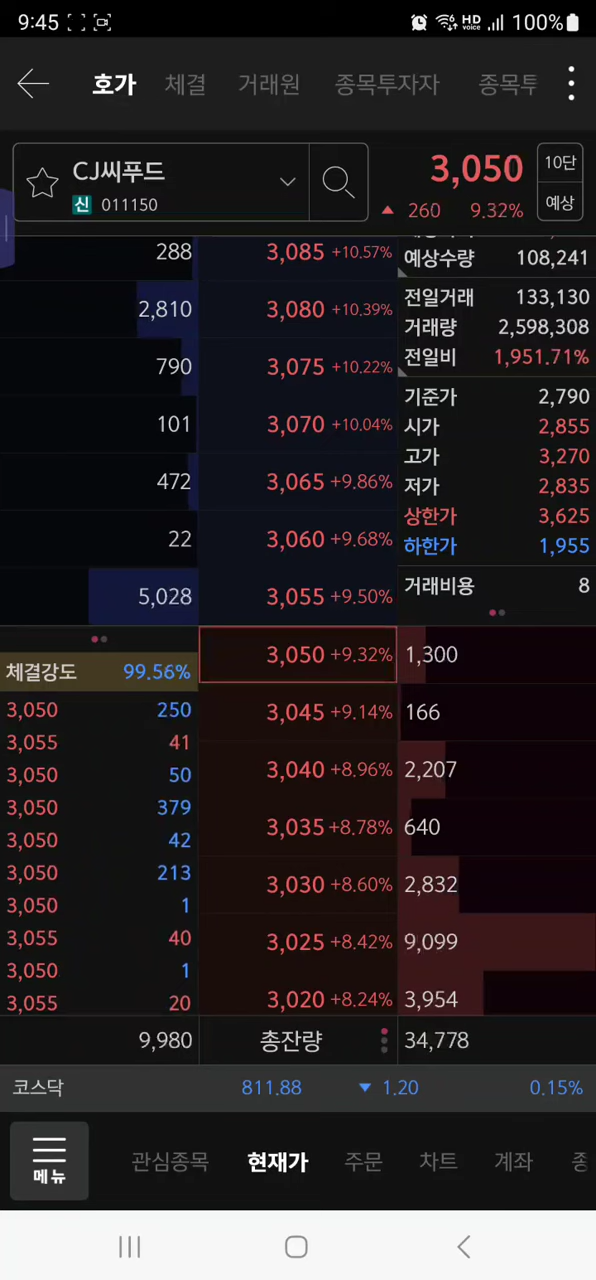 9:45 HD voice 100%
호가 체결 거래원 종목투자자 종목투
CJ씨푸드
신 011150
3,050
▲ 260 9.32%
10단
예상
288 3,085 +10.57%
2,810 3,080 +10.39%
790 3,075 +10.22%
101 3,070 +10.04%
472 3,065 +9.86%
22 3,060 +9.68%
5,028 3,055 +9.50%
예상수량 108,241
전일거래 133,130
거래량 2,598,308
전일비 1,951.71%
기준가 2,790
시가 2,855
고가 3,270
저가 2,835
상한가 3,625
하한가 1,955
거래비용 8
3,050 +9.32% 1,300
3,045 +9.14% 166
3,040 +8.96% 2,207
3,035 +8.78% 640
3,030 +8.60% 2,832
3,025 +8.42% 9,099
3,020 +8.24% 3,954
체결강도 99.56%
3,050 250
3,055 41
3,050 50
3,050 379
3,050 42
3,050 213
3,050 1
3,055 40
3,050 1
3,055 20
9,980 총잔량 34,778
코스닥 811.88 ▼ 1.20 0.15%
메뉴
관심종목 현재가 주문 차트 계좌 종